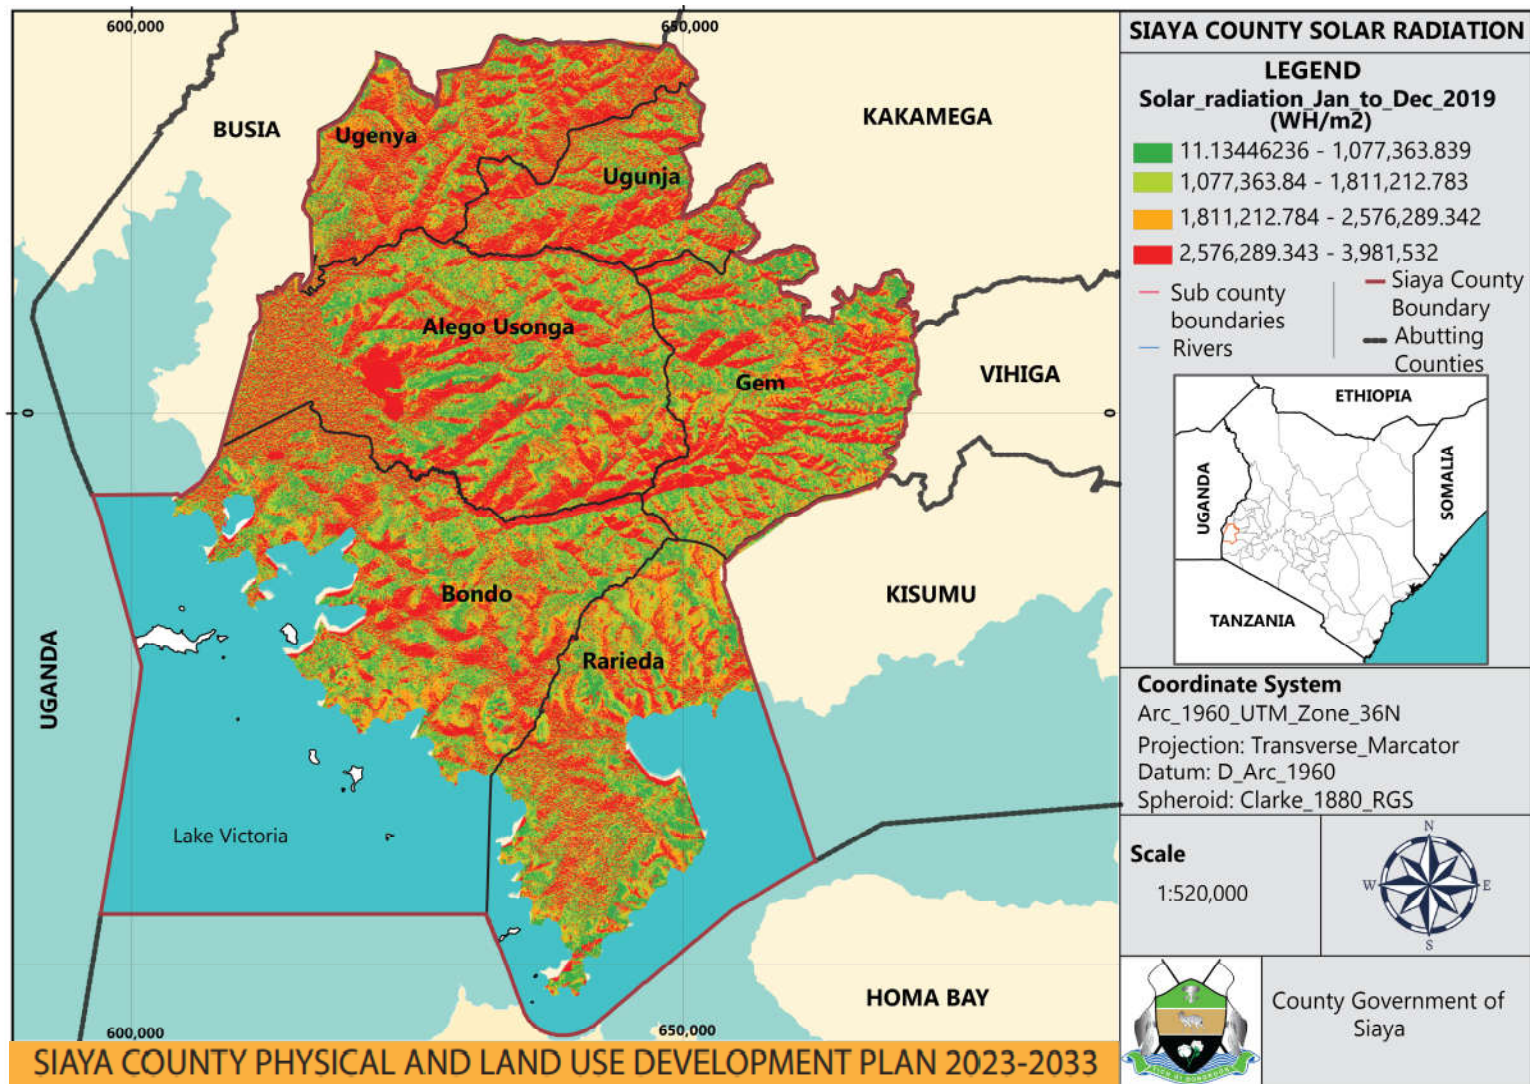 600,000
650,000
BUSIA
KAKAMEGA
Ugenya
Ugunja
Alego Usonga
Gem
VIHIGA
0
0
Bondo
KISUMU
Rarieda
UGANDA
Lake Victoria
HOMA BAY
600,000
650,000
SIAYA COUNTY PHYSICAL AND LAND USE DEVELOPMENT PLAN 2023-2033
SIAYA COUNTY SOLAR RADIATION
LEGEND
Solar_radiation_Jan_to_Dec_2019
(WH/m2)
11.13446236 - 1,077,363.839
1,077,363.84 - 1,811,212.783
1,811,212.784 - 2,576,289.342
2,576,289.343 - 3,981,532
Sub county
boundaries
Rivers
Siaya County
Boundary
Abutting
Counties
ETHIOPIA
UGANDA
SOMALIA
TANZANIA
Coordinate System
Arc_1960_UTM_Zone_36N
Projection: Transverse_Marcator
Datum: D_Arc_1960
Spheroid: Clarke_1880_RGS
Scale
1:520,000
N
W
E
S
County Government of
Siaya